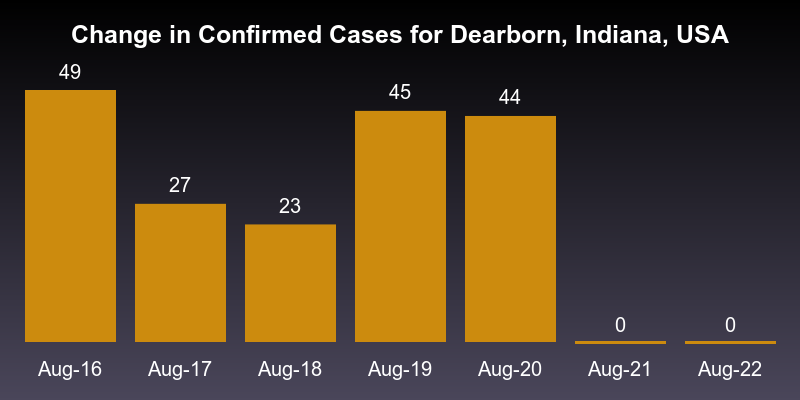 Change in Confirmed Cases for Dearborn, Indiana, USA
49
27
23
45
44
0
0
Aug-16
Aug-17
Aug-18
Aug-19
Aug-20
Aug-21
Aug-22